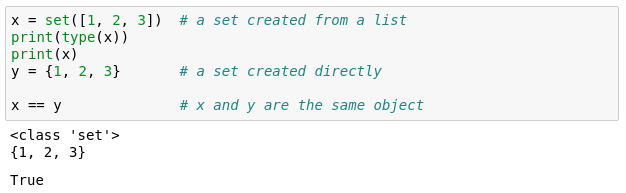 x = set([1, 2, 3])  # a set created from a list
print(type(x))
print(x)
y = {1, 2, 3}       # a set created directly
x == y              # x and y are the same object
<class 'set'>
{1, 2, 3}
True